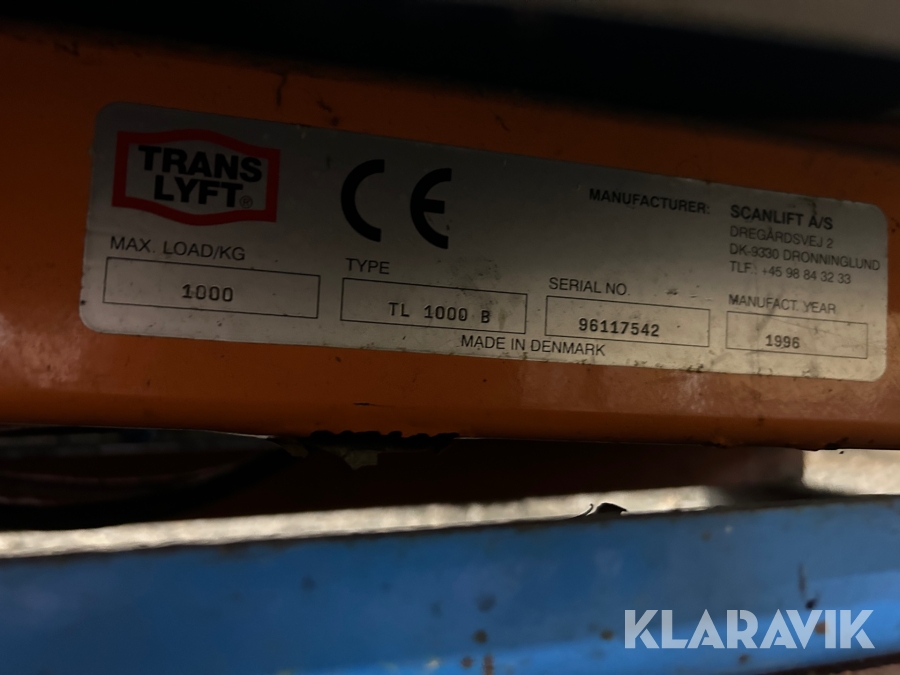 TRANS
LYFT®
CE
MANUFACTURER: SCANLIFT A/S
DREGÅRDSVEJ 2
DK-9330 DRONNINGLUND
TLF.: +45 98 84 32 33
MAX. LOAD/KG
1000
TYPE
TL 1000 B
SERIAL NO.
96117542
MANUFACT. YEAR
1996
MADE IN DENMARK
KLARAVIK